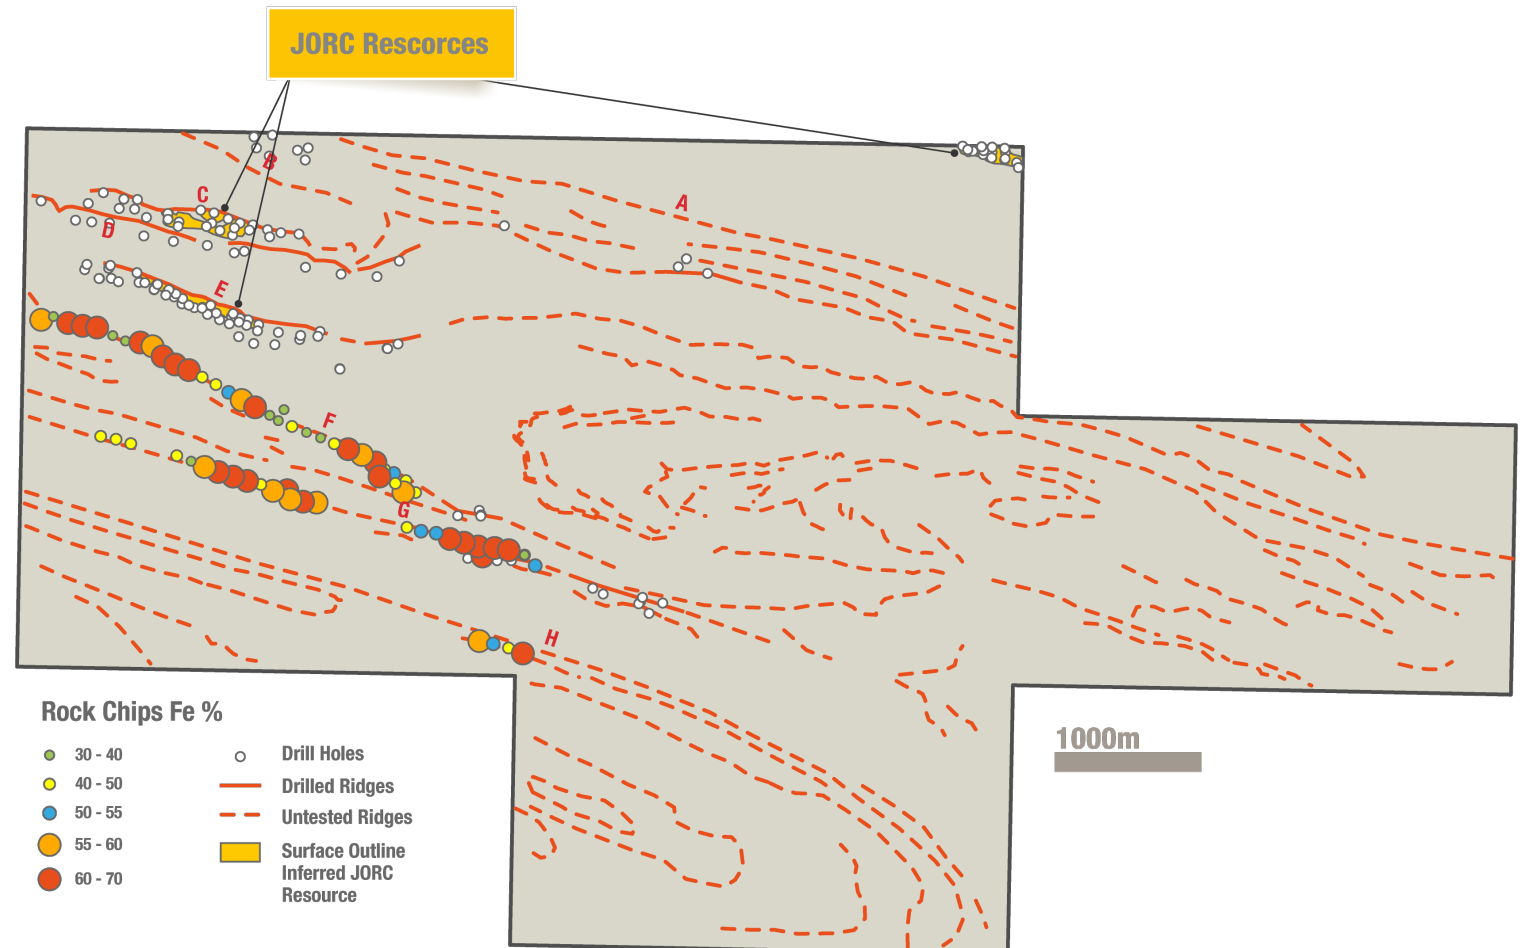 JORC Rescorces
B
A
C
D
E
F
G
H
Rock Chips Fe %
30 - 40
40 - 50
50 - 55
55 - 60
60 - 70
Drill Holes
Drilled Ridges
Untested Ridges
Surface Outline
Inferred JORC
Resource
1000m